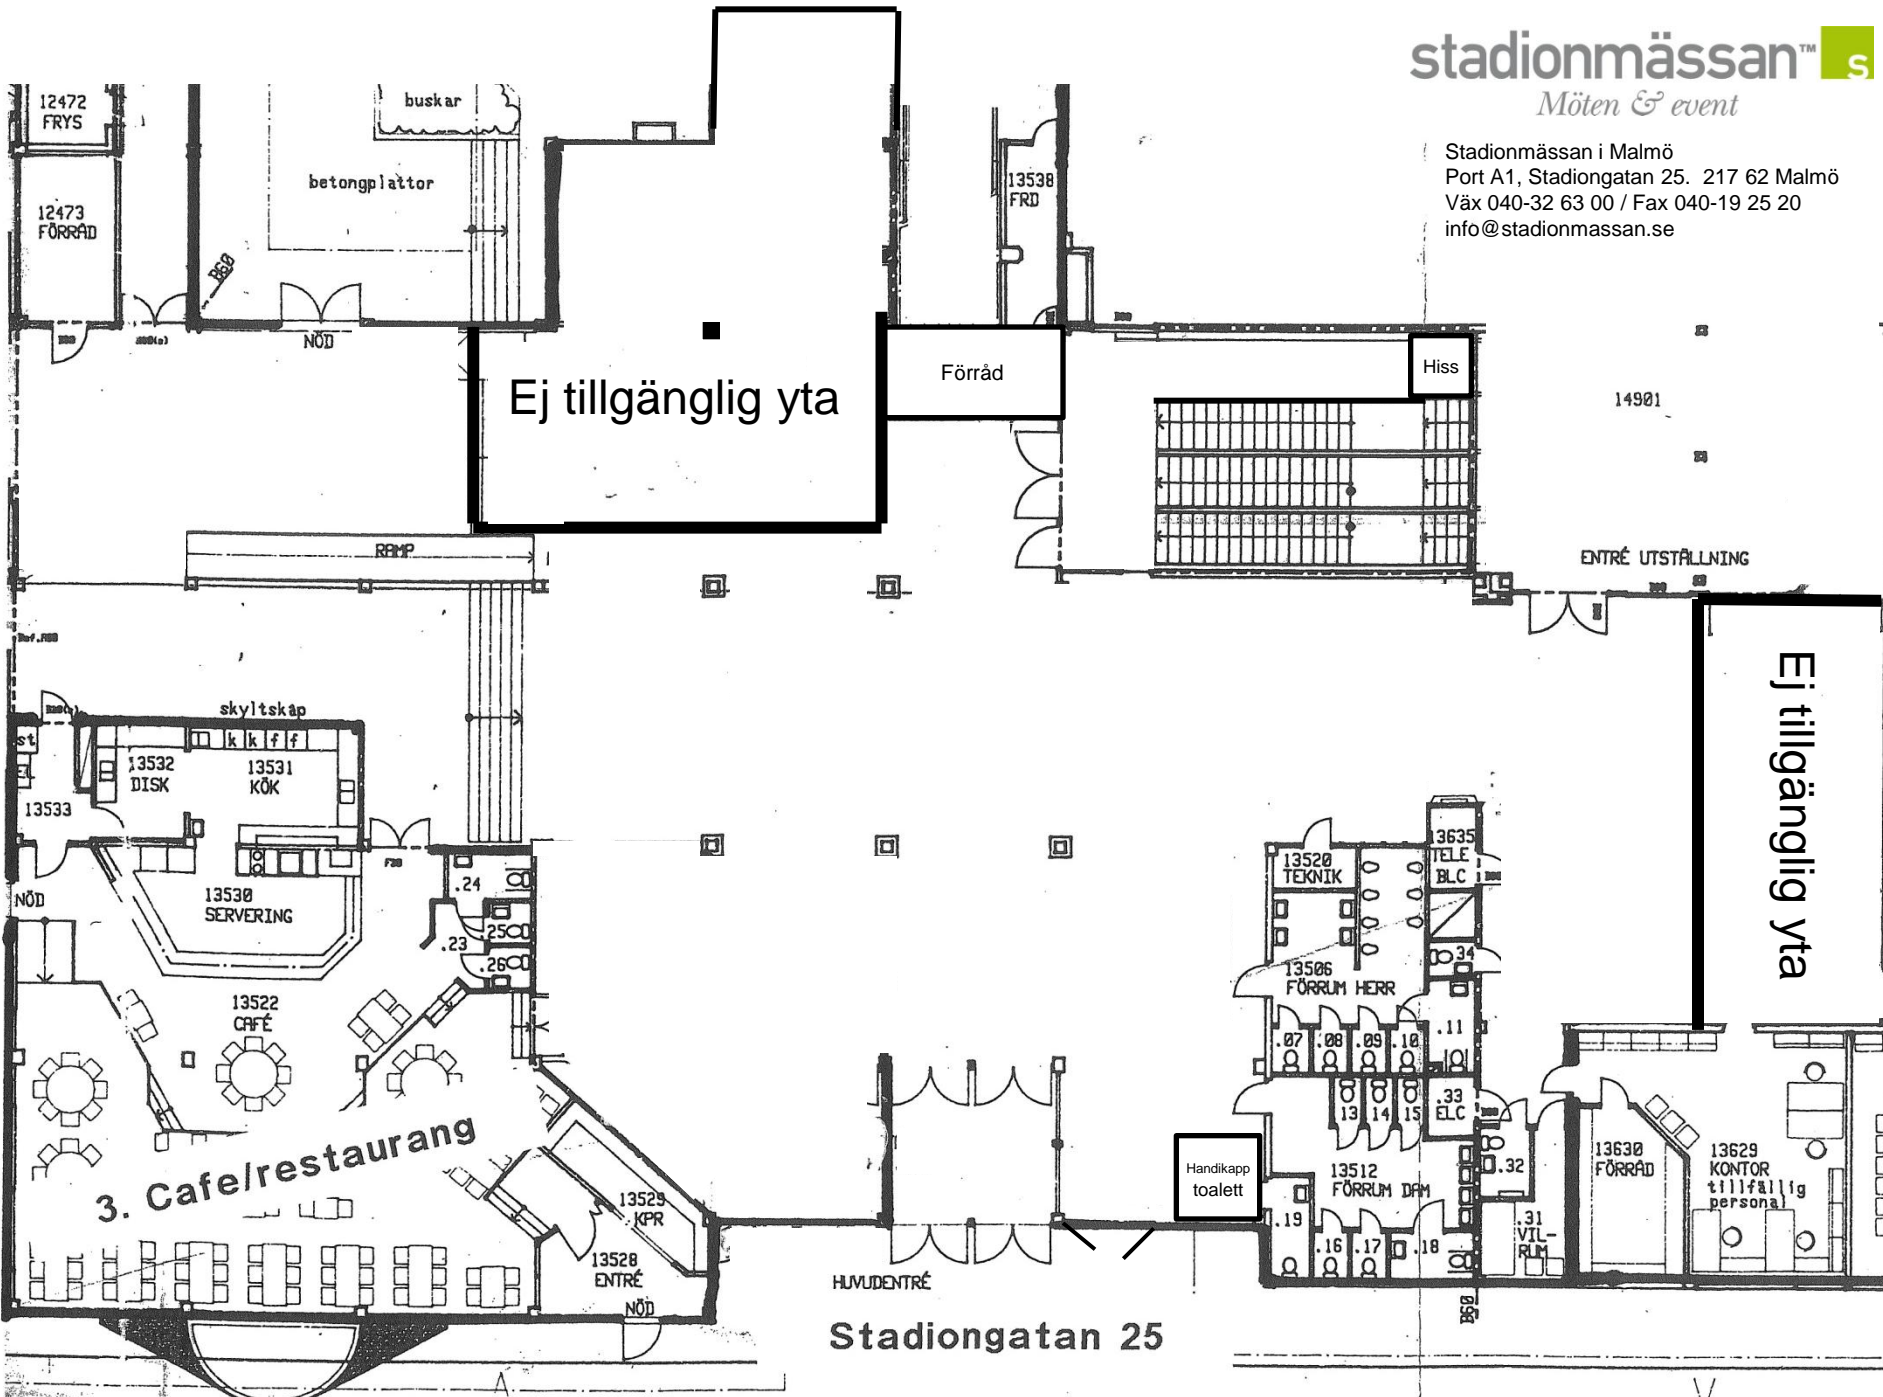 stadionmässan™ s
Möten & event
Stadionmässan i Malmö
Port A1, Stadiongatan 25. 217 62 Malmö
Väx 040-32 63 00 / Fax 040-19 25 20
info@stadionmassan.se
12472
FRYS
buskar
betongplattor
12473
FÖRRÅD
B60
NÖD
13538
FRD
Ej tillgänglig yta
Förråd
Hiss
14901
RAMP
ENTRÉ UTSTÄLLNING
Ej tillgänglig yta
skyltskåp
st
13532
DISK
k k f f
13531
KÖK
13533
NÖD
13530
SERVERING
.24
.25
.23
.26
13522
CAFÉ
3. Cafe/restaurang
13529
KPR
13528
ENTRÉ
NÖD
HUVUDENTRÉ
Stadiongatan 25
13520
TEKNIK
3635
TELE
BLC
.34
13506
FÖRRUM HERR
.07
.08
.09
.10
.11
.33
ELC
13
14
15
Handikapp
toalett
13512
FÖRRUM DAM
.19
.16
.17
.18
.32
.31
VIL-
RUM
13630
FÖRRÅD
13629
KONTOR
tillfällig
personal
B60
A
V